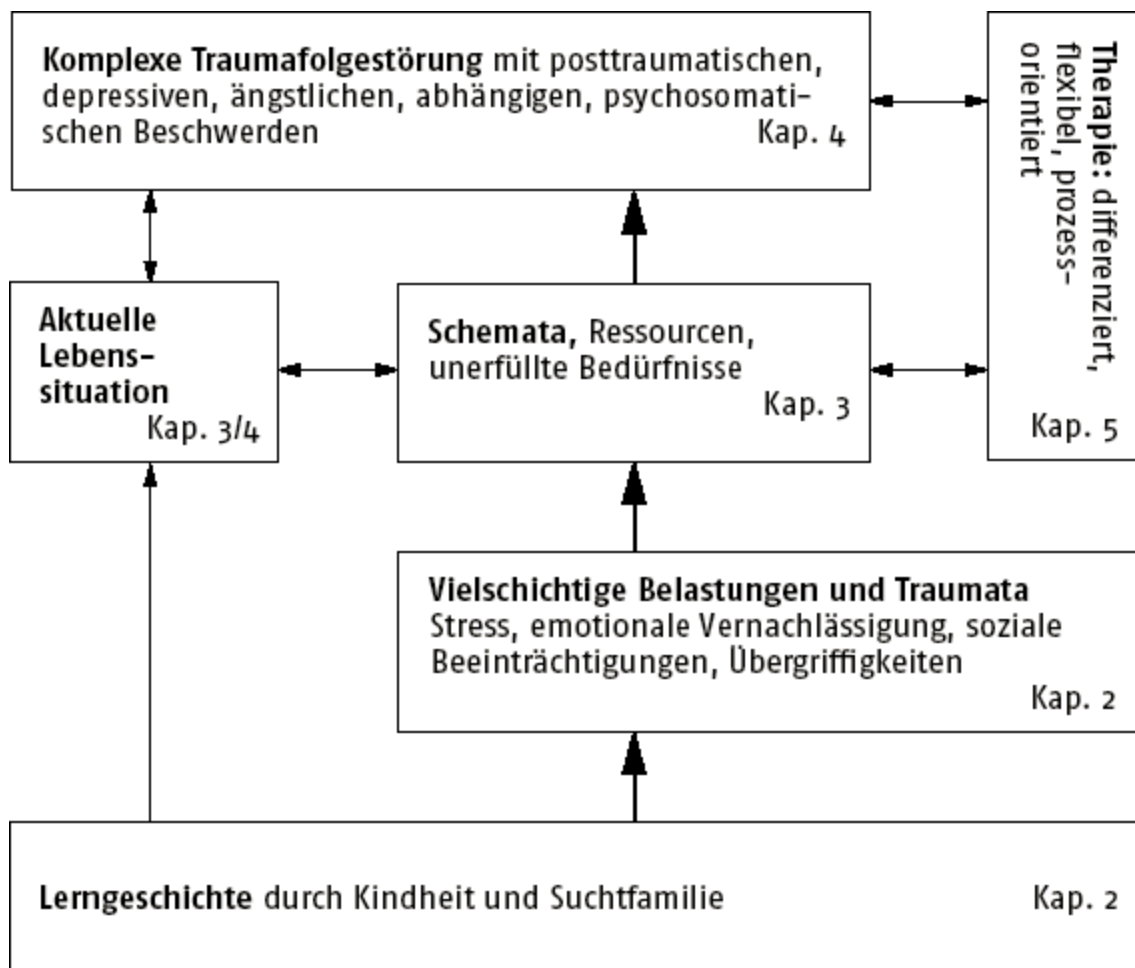 Komplexe Traumafolgestörung mit posttraumatischen,
depressiven, ängstlichen, abhängigen, psychosomati-
schen Beschwerden
Kap. 4
Therapie: differenziert,
flexibel, prozess-
orientiert
Kap. 5
Aktuelle
Lebens-
situation
Kap. 3/4
Schemata, Ressourcen,
unerfüllte Bedürfnisse
Kap. 3
Vielschichtige Belastungen und Traumata
Stress, emotionale Vernachlässigung, soziale
Beeinträchtigungen, Übergriffigkeiten
Kap. 2
Lerngeschichte durch Kindheit und Suchtfamilie
Kap. 2